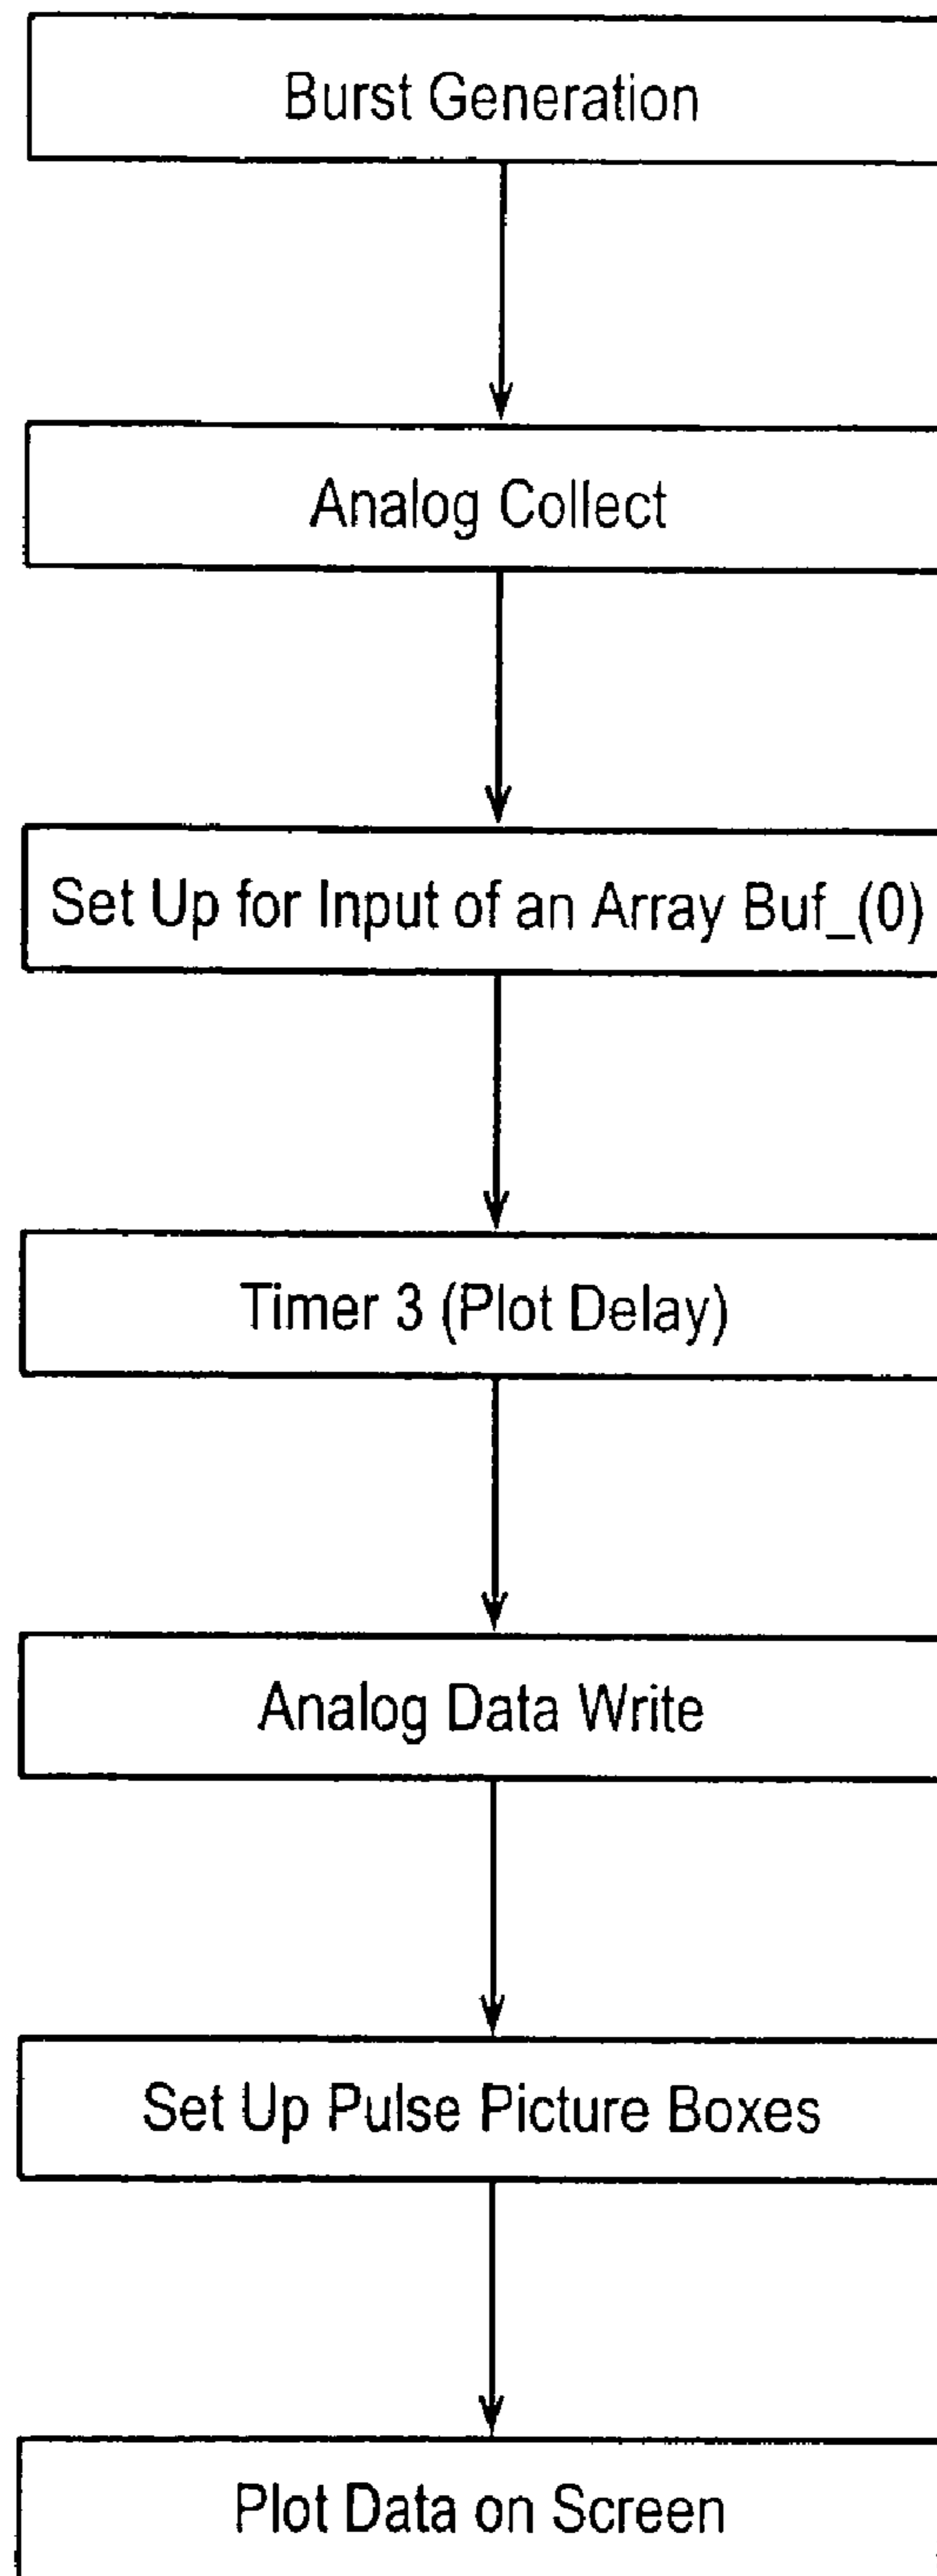 Burst Generation
Analog Collect
Set Up for Input of an Array Buf_(0)
Timer 3 (Plot Delay)
Analog Data Write
Set Up Pulse Picture Boxes
Plot Data on Screen